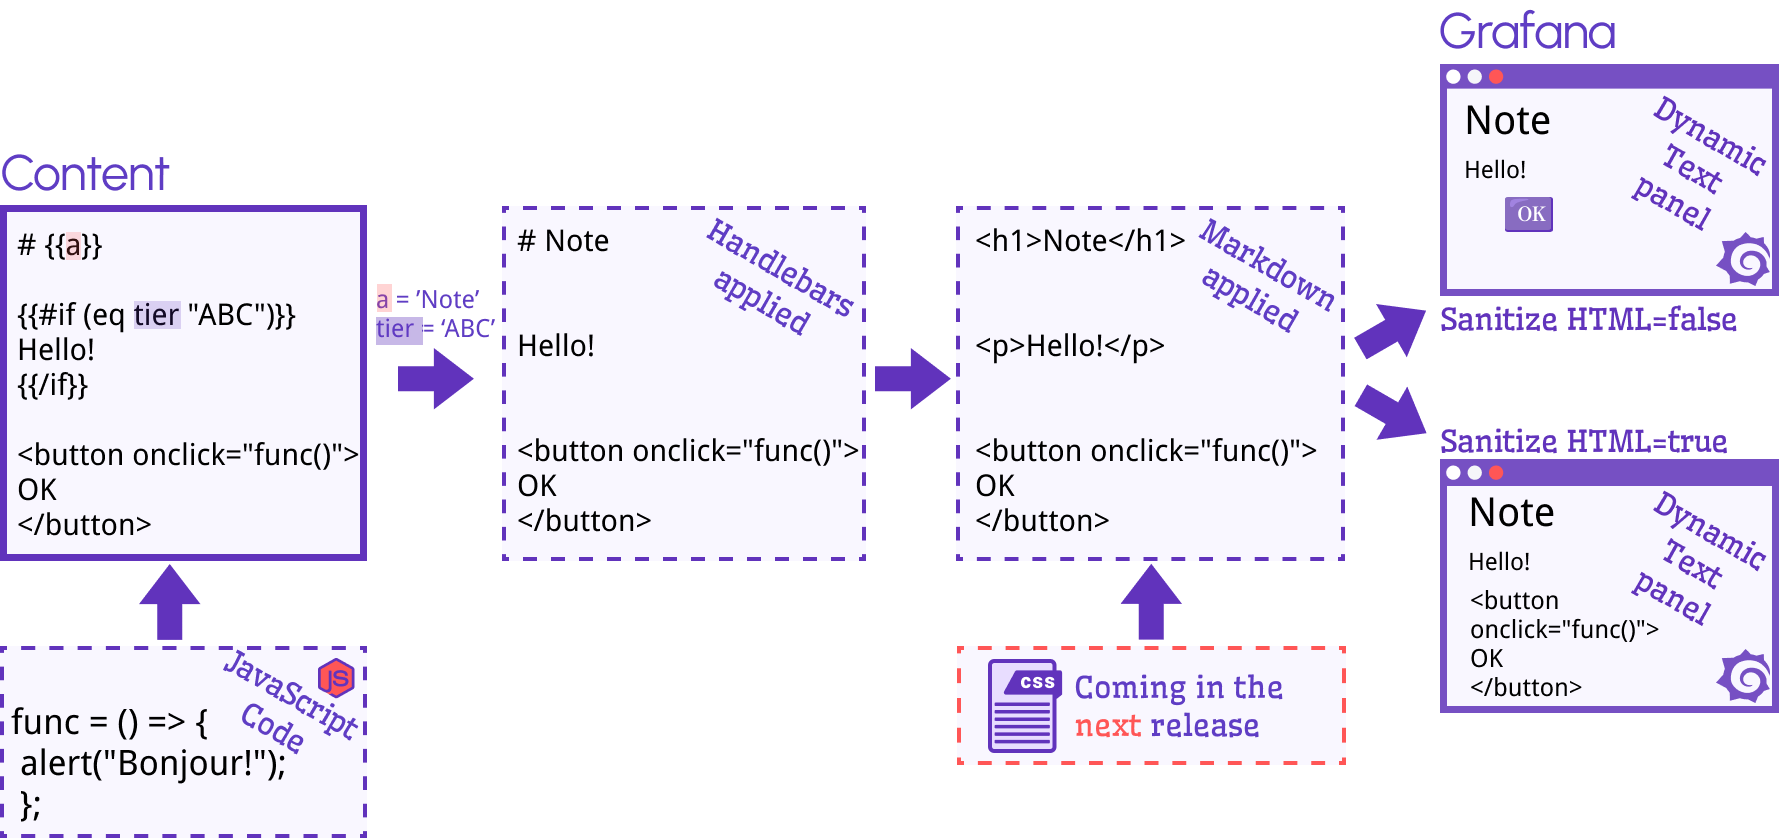 Content
# {{a}}
{{#if (eq tier "ABC")}}
Hello!
{{/if}}
<button onclick="func()">
OK
</button>
JavaScript
Code
JS
func = () => {
alert("Bonjour!");
};
a = ’Note’
tier = ‘ABC’
# Note
Handlebars
applied
Hello!
<button onclick="func()">
OK
</button>
<h1>Note</h1>
Markdown
applied
<p>Hello!</p>
<button onclick="func()">
OK
</button>
css
Coming in the
next release
Grafana
Note
Hello!
OK
Dynamic
Text
panel
Sanitize HTML=false
Sanitize HTML=true
Note
Hello!
<button
onclick="func()">
OK
</button>
Dynamic
Text
panel